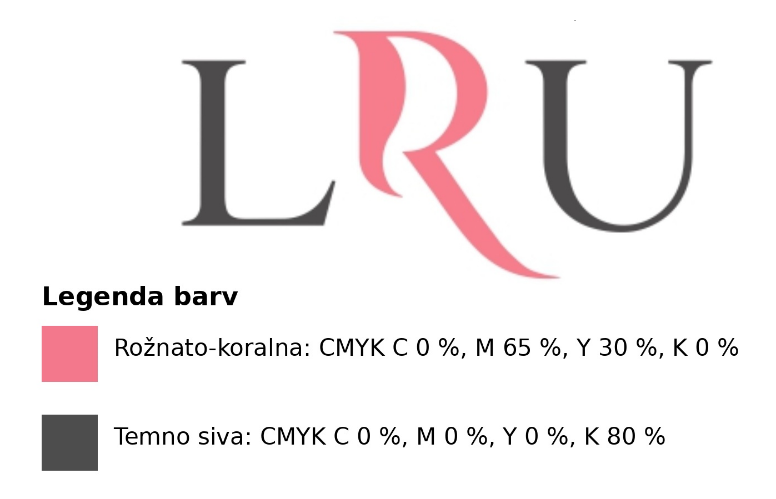 LRU
Legenda barv
Rožnato-koralna: CMYK C 0 %, M 65 %, Y 30 %, K 0 %
Temno siva: CMYK C 0 %, M 0 %, Y 0 %, K 80 %